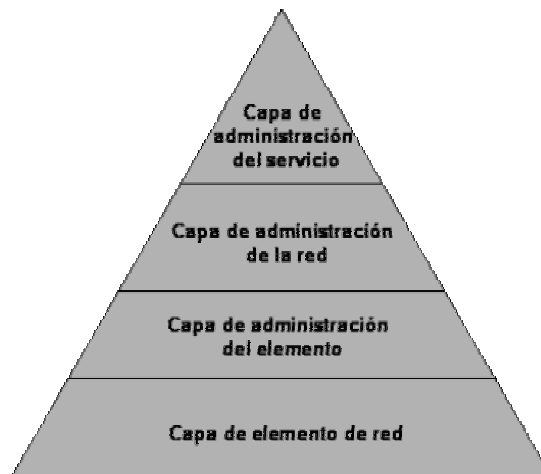 Capa de
administración
del servicio
Capa de administración
de la red
Capa de administración
del elemento
Capa de elemento de red